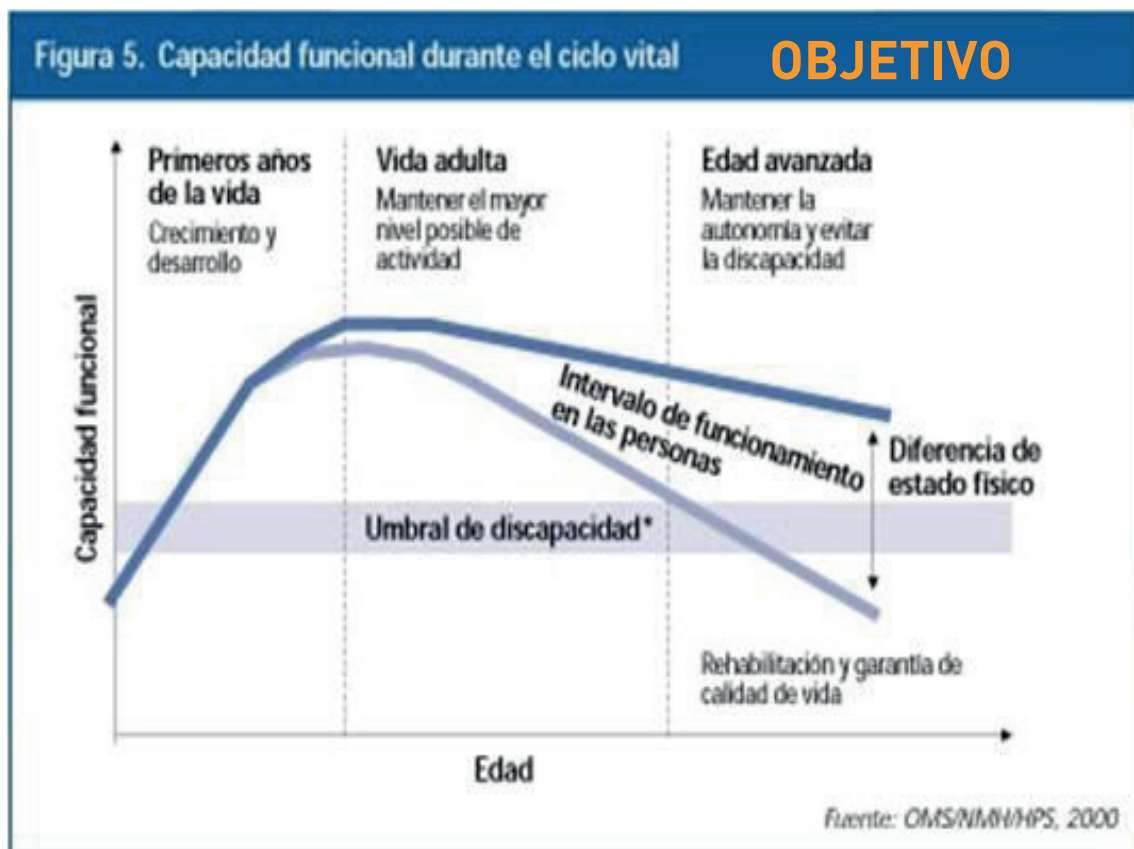 Figura 5. Capacidad funcional durante el ciclo vital
OBJETIVO
Primeros años
de la vida
Crecimiento y
desarrollo
Vida adulta
Mantener el mayor
nivel posible de
actividad
Edad avanzada
Mantener la
autonomía y evitar
la discapacidad
Capacidad funcional
Intervalo de funcionamiento
en las personas
Diferencia de
estado físico
Umbral de discapacidad*
Rehabilitación y garantía de
calidad de vida
Edad
Fuente: OMS/NMH/HPS, 2000